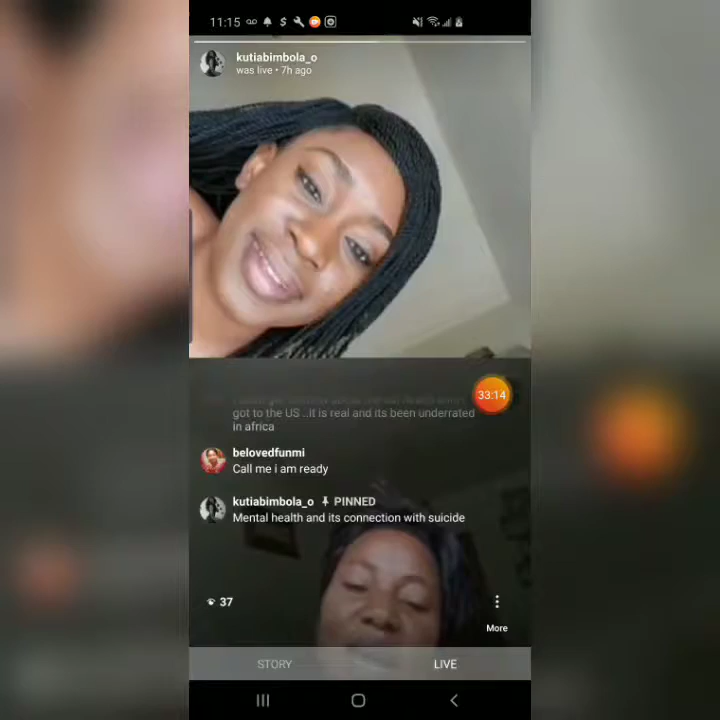 11:15
kutiabimbola_o
was live • 7h ago
33:14
got to the US ..it is real and its been underrated
in africa
belovedfunmi
Call me i am ready
kutiabimbola_o PINNED
Mental health and its connection with suicide
37
More
STORY LIVE